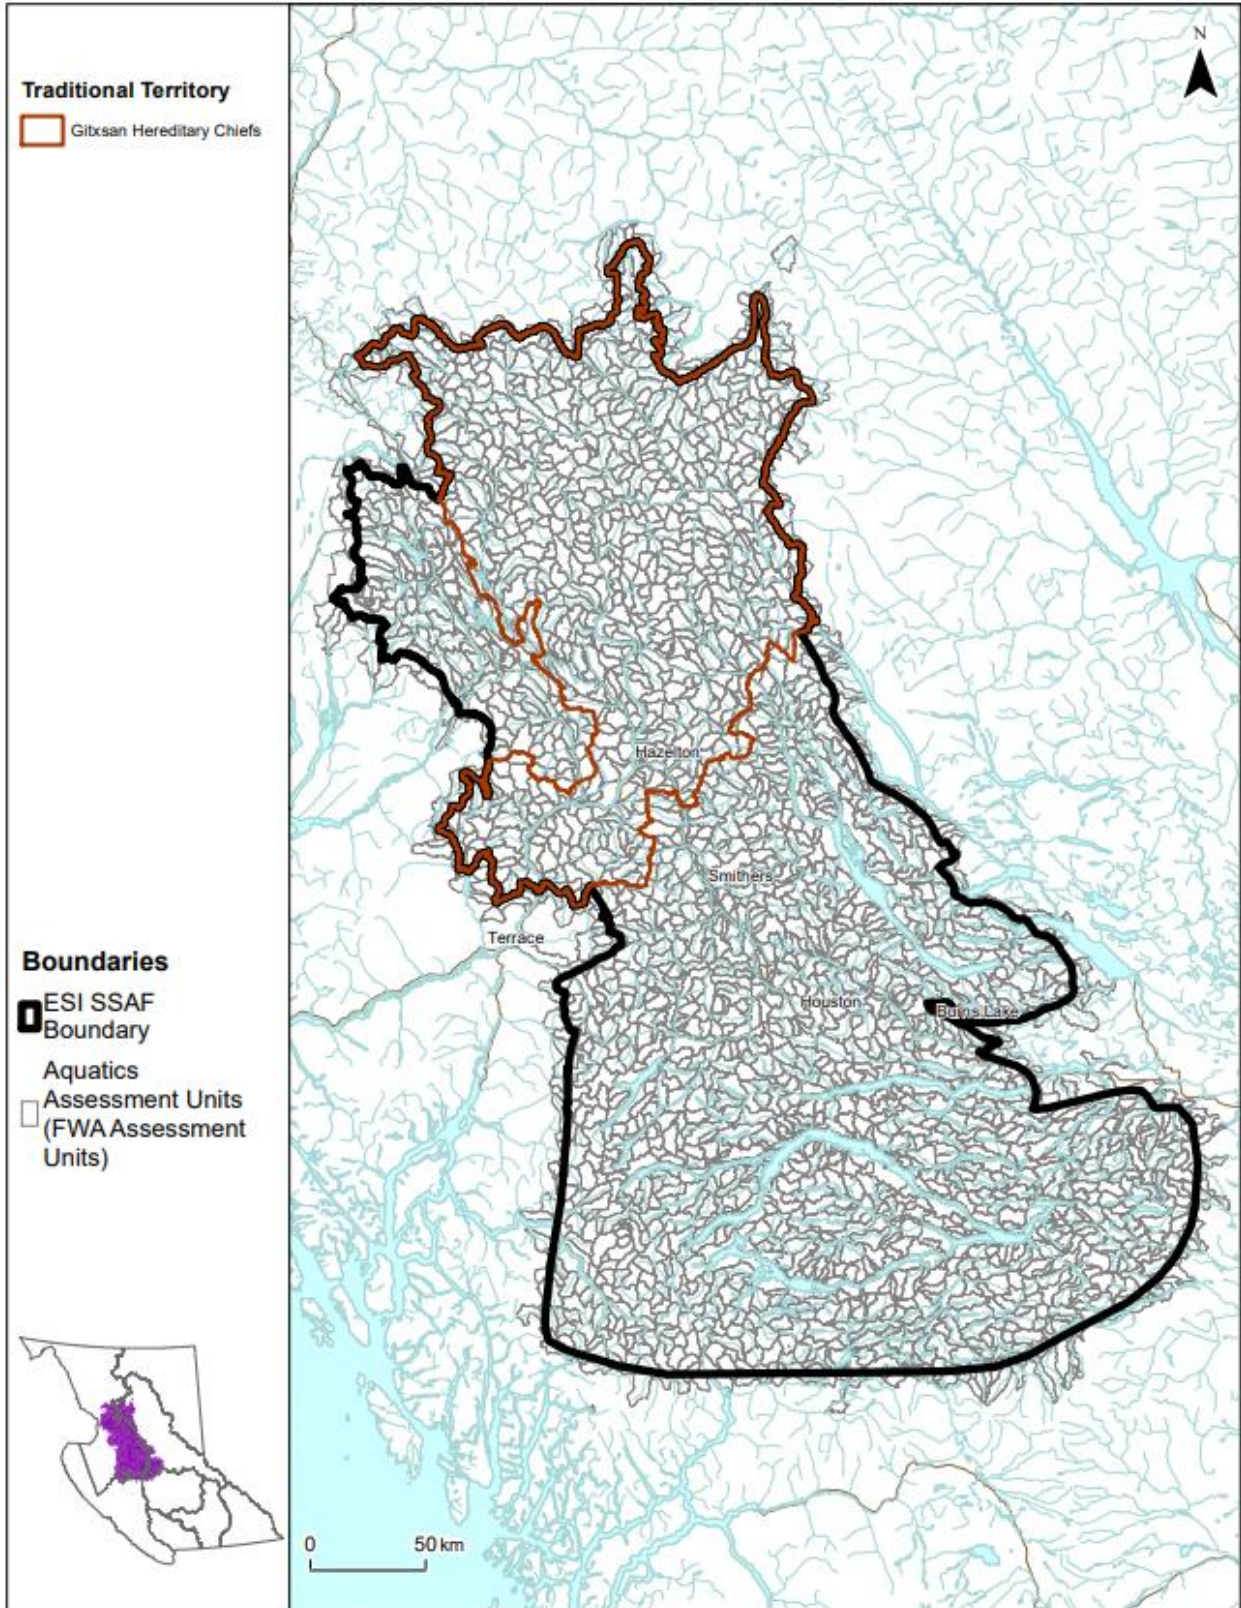 Traditional Territory
Gitxsan Hereditary Chiefs
Boundaries
ESI SSAF
Boundary
Aquatics
Assessment Units
(FWA Assessment
Units)
N
Hazelton
Smithers
Terrace
Houston
Burns Lake
0 50 km